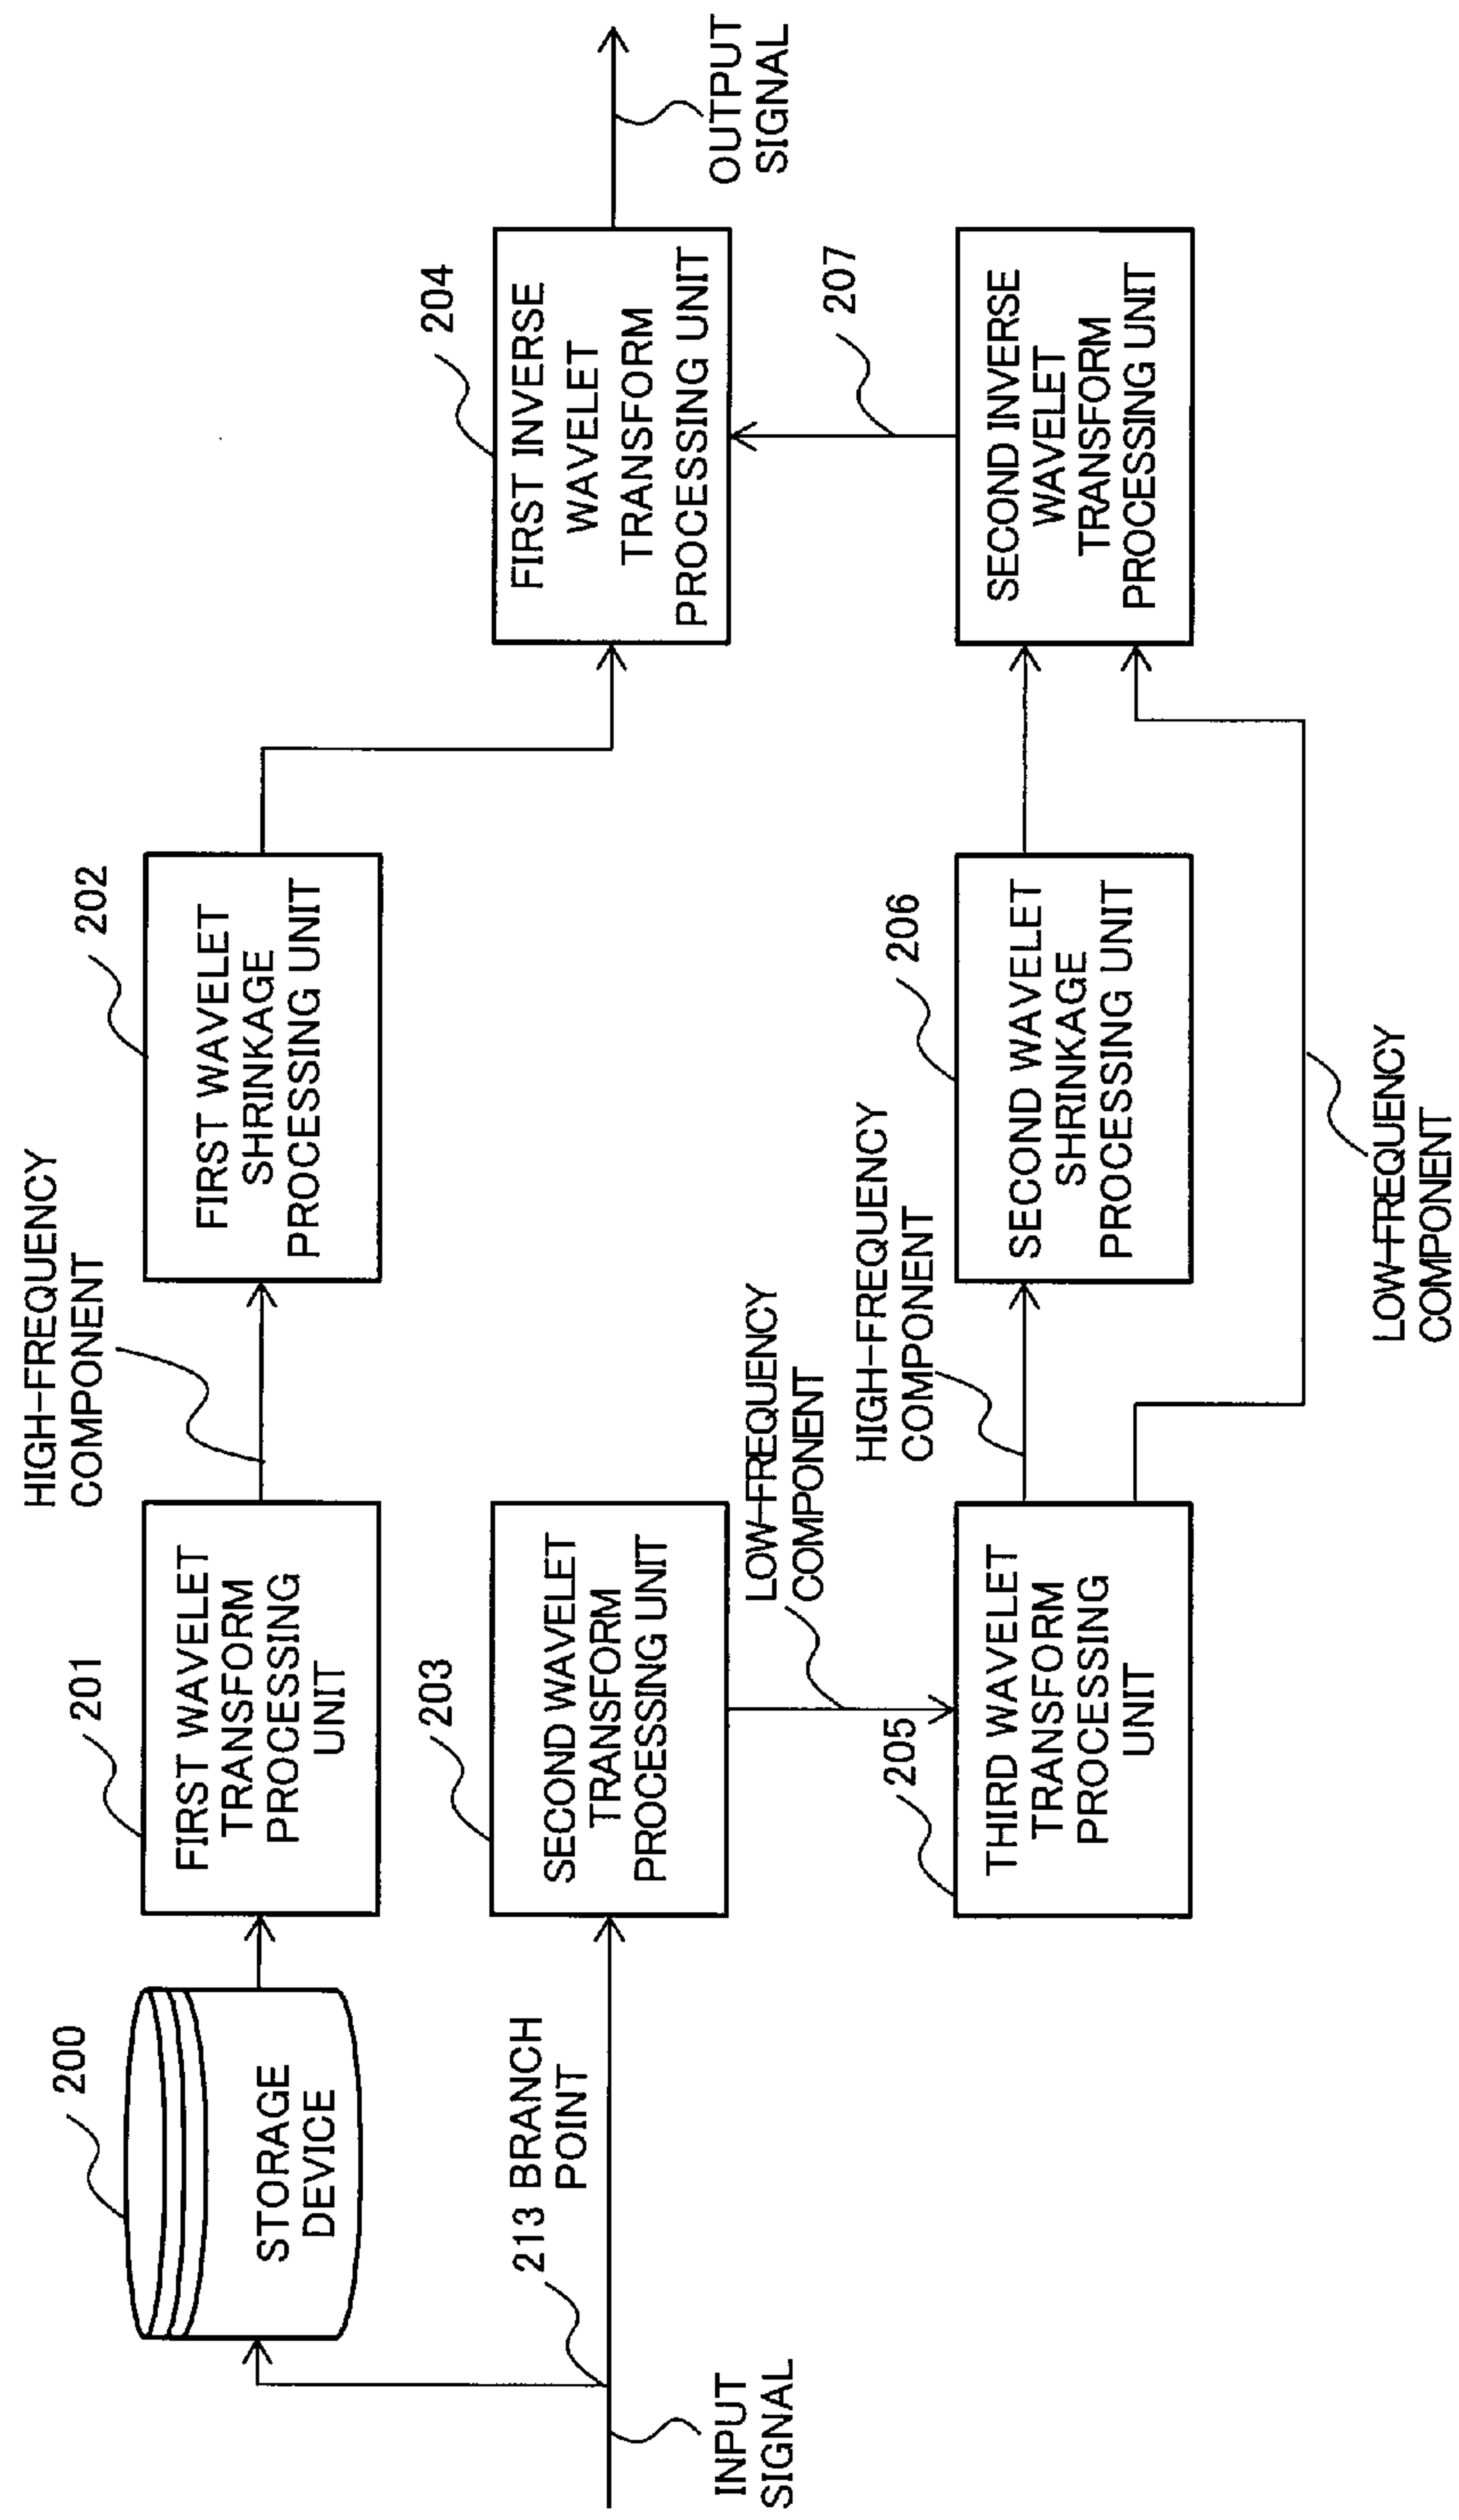 200
STORAGE
DEVICE
201
FIRST WAVELET
TRANSFORM
PROCESSING
UNIT
HIGH-FREQUENCY
COMPONENT
202
FIRST WAVELET
SHRINKAGE
PROCESSING UNIT
204
FIRST INVERSE
WAVELET
TRANSFORM
PROCESSING UNIT
OUTPUT
SIGNAL
INPUT
SIGNAL
213 BRANCH
POINT
203
SECOND WAVELET
TRANSFORM
PROCESSING UNIT
LOW-FREQUENCY
COMPONENT
205
THIRD WAVELET
TRANSFORM
PROCESSING
UNIT
HIGH-FREQUENCY
COMPONENT
206
SECOND WAVELET
SHRINKAGE
PROCESSING UNIT
207
SECOND INVERSE
WAVELET
TRANSFORM
PROCESSING UNIT
LOW-FREQUENCY
COMPONENT